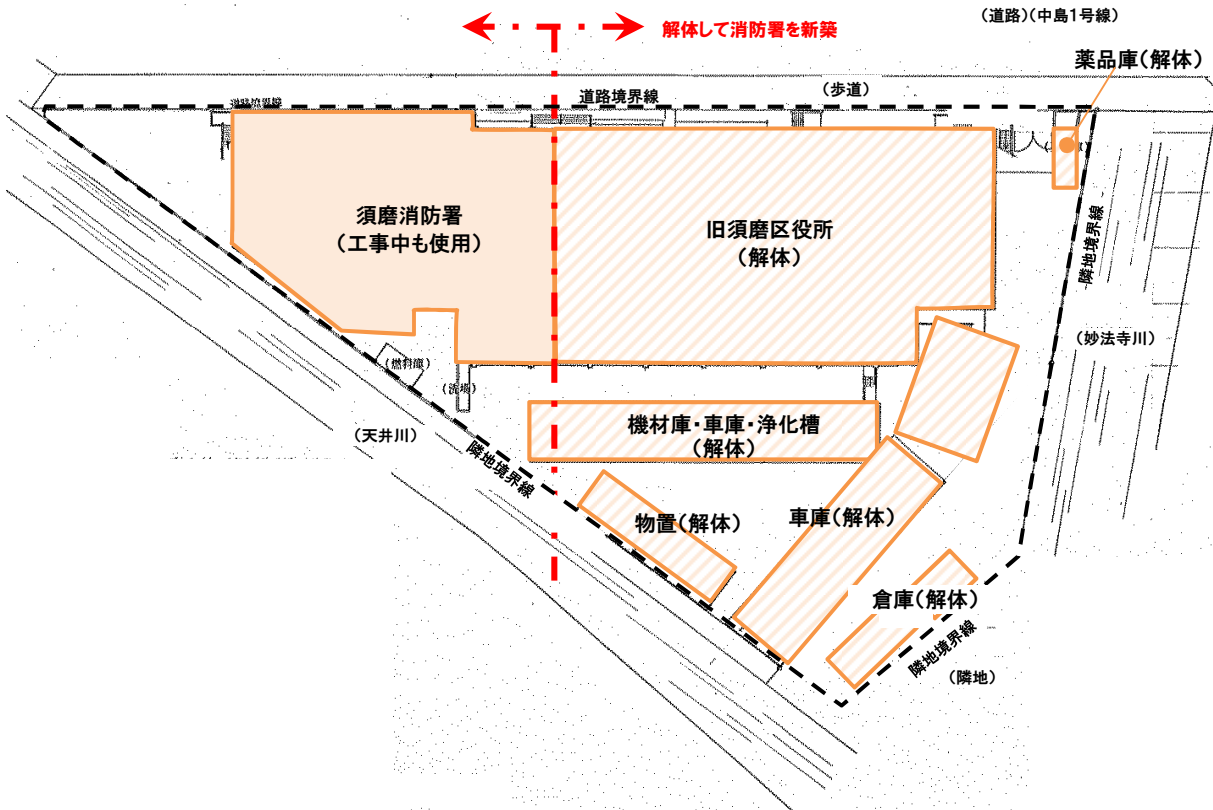 (道路)(中島1号線)
解体して消防署を新築
薬品庫(解体)
(歩道)
道路境界線
道路境界線
須磨消防署
(工事中も使用)
旧須磨区役所
(解体)
隣地境界線
(妙法寺川)
(燃料庫)
(洗場)
(天井川)
機材庫・車庫・浄化槽
(解体)
隣地境界線
物置(解体)
車庫(解体)
倉庫(解体)
隣地境界線
(隣地)